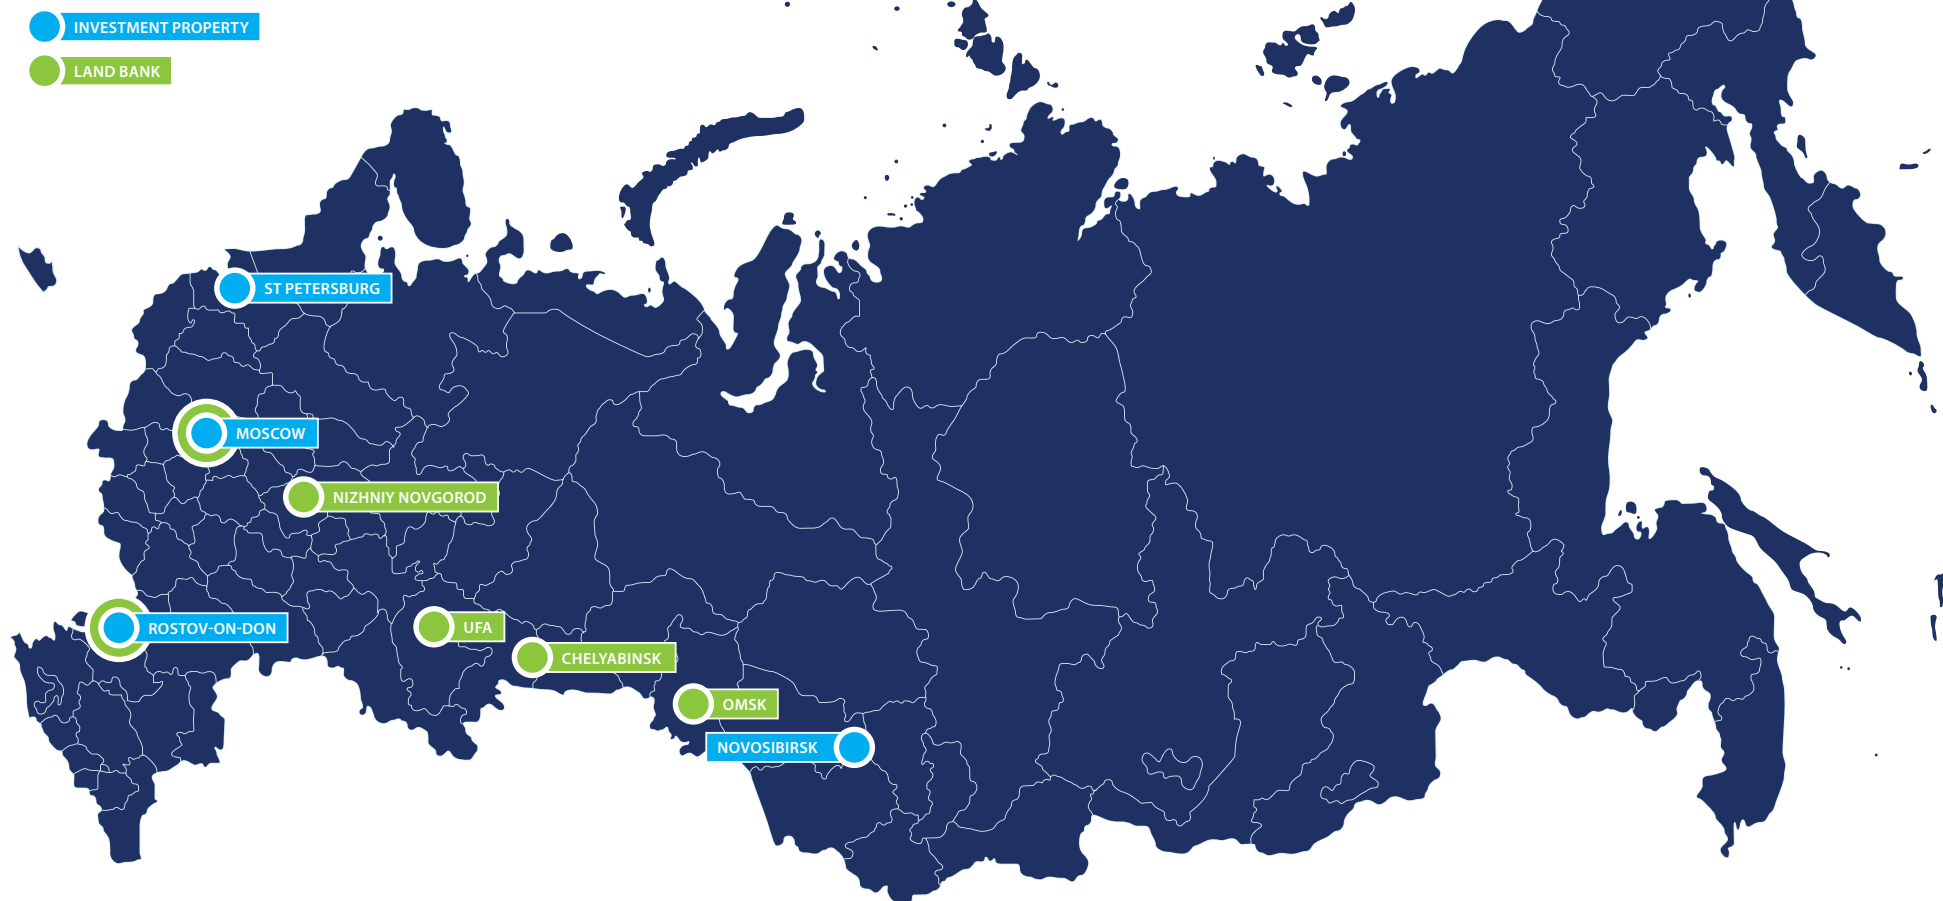 INVESTMENT PROPERTY
LAND BANK
ST PETERSBURG
MOSCOW
NIZHNIY NOVGOROD
ROSTOV-ON-DON
UFA
CHELYABINSK
OMSK
NOVOSIBIRSK